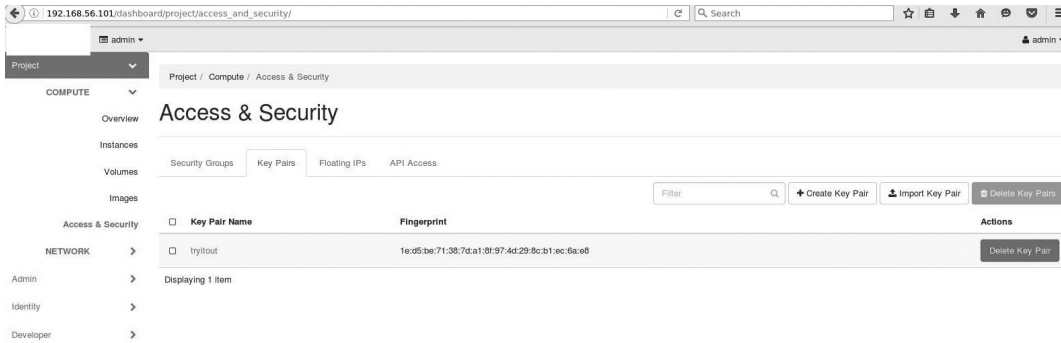 192.168.56.101/dashboard/project/access_and_security/ Search
admin admin
Project
Project / Compute / Access & Security
COMPUTE
Access & Security
Overview
Instances
Security Groups Key Pairs Floating IPs API Access
Volumes
Filter + Create Key Pair Import Key Pair Delete Key Pairs
Images
Access & Security
Key Pair Name Fingerprint Actions
NETWORK
tryitout 1e:d5:be:71:38:7d:a1:8f:97:4d:29:8c:b1:ec:6a:e8 Delete Key Pair
Admin
Displaying 1 item
Identity
Developer